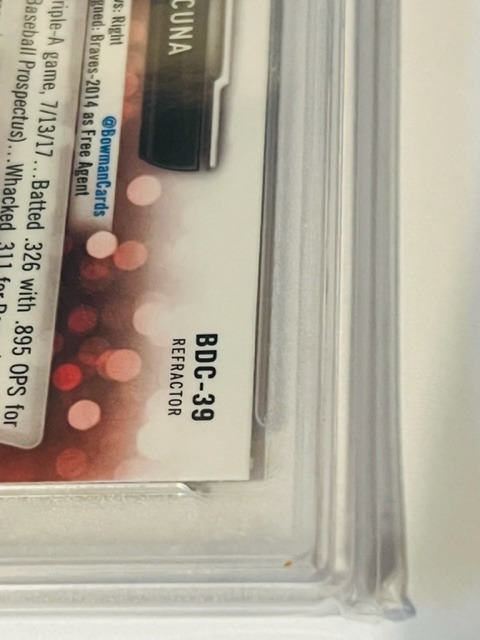 CUNA
BDC-39
REFRACTOR
Right
@BowmanCards
Braves-2014 as Free Agent
game, 7/13/17...Batted .326 with .895 OPS for
Baseball Prospectus)...Whacked .311 for